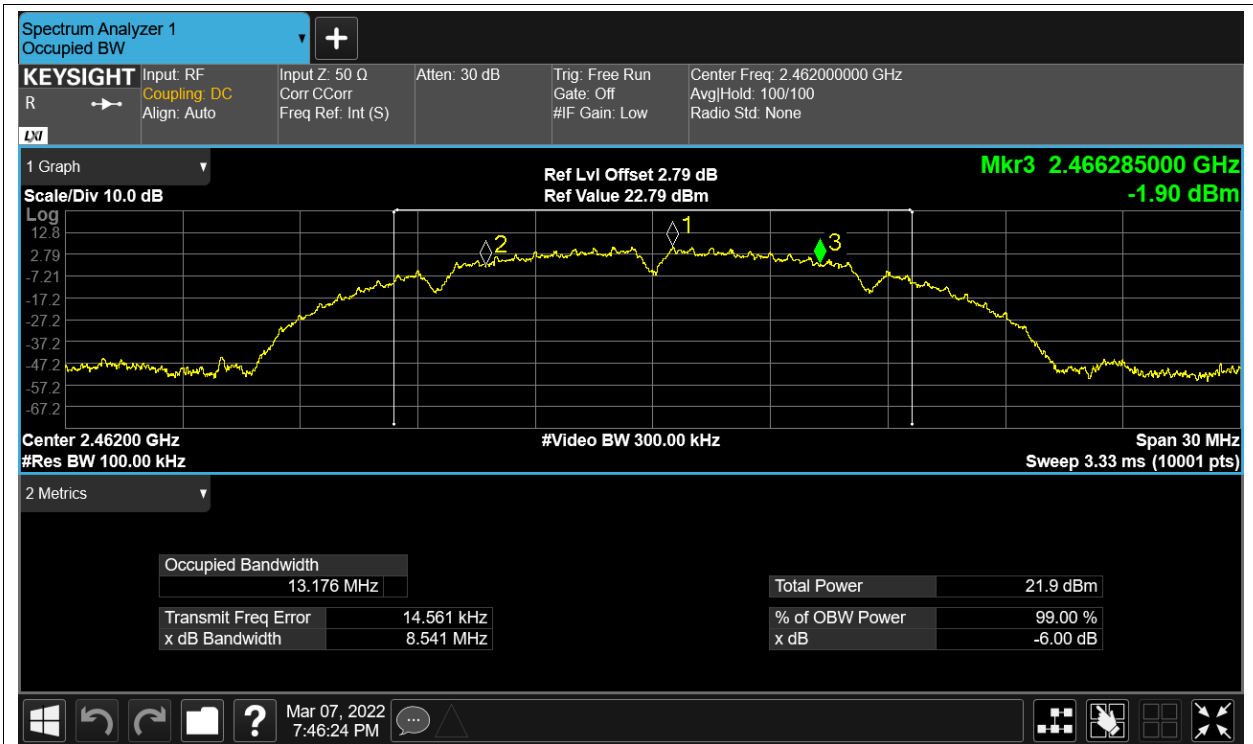 Spectrum Analyzer 1
Occupied BW
KEYSIGHT
R
LXI
Input: RF
Coupling: DC
Align: Auto
Input Z: 50 Ω
Corr CCorr
Freq Ref: Int (S)
Atten: 30 dB
Trig: Free Run
Gate: Off
#IF Gain: Low
Center Freq: 2.462000000 GHz
Avg|Hold: 100/100
Radio Std: None
1 Graph
Scale/Div 10.0 dB
Ref Lvl Offset 2.79 dB
Ref Value 22.79 dBm
Mkr3 2.466285000 GHz
-1.90 dBm
Log
12.8
2.79
-7.21
-17.2
-27.2
-37.2
-47.2
-57.2
-67.2
2
1
3
Center 2.46200 GHz
#Res BW 100.00 kHz
#Video BW 300.00 kHz
Span 30 MHz
Sweep 3.33 ms (10001 pts)
2 Metrics
Occupied Bandwidth
13.176 MHz
Transmit Freq Error 14.561 kHz
x dB Bandwidth 8.541 MHz
Total Power 21.9 dBm
% of OBW Power 99.00 %
x dB -6.00 dB
?
Mar 07, 2022
7:46:24 PM